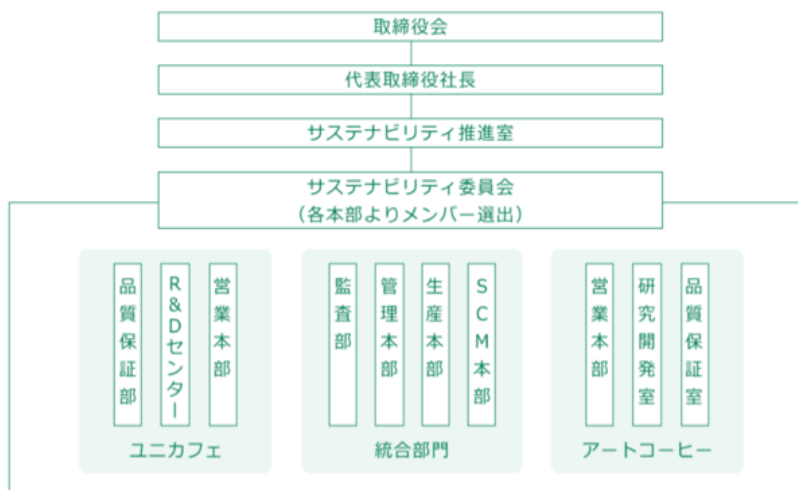 取締役会
代表取締役社長
サステナビリティ推進室
サステナビリティ委員会
（各本部よりメンバー選出）
品質保証部
R&Dセンター
営業本部
ユニカフェ
監査部
管理本部
生産本部
SCM本部
統合部門
営業本部
研究開発室
品質保証室
アートコーヒー